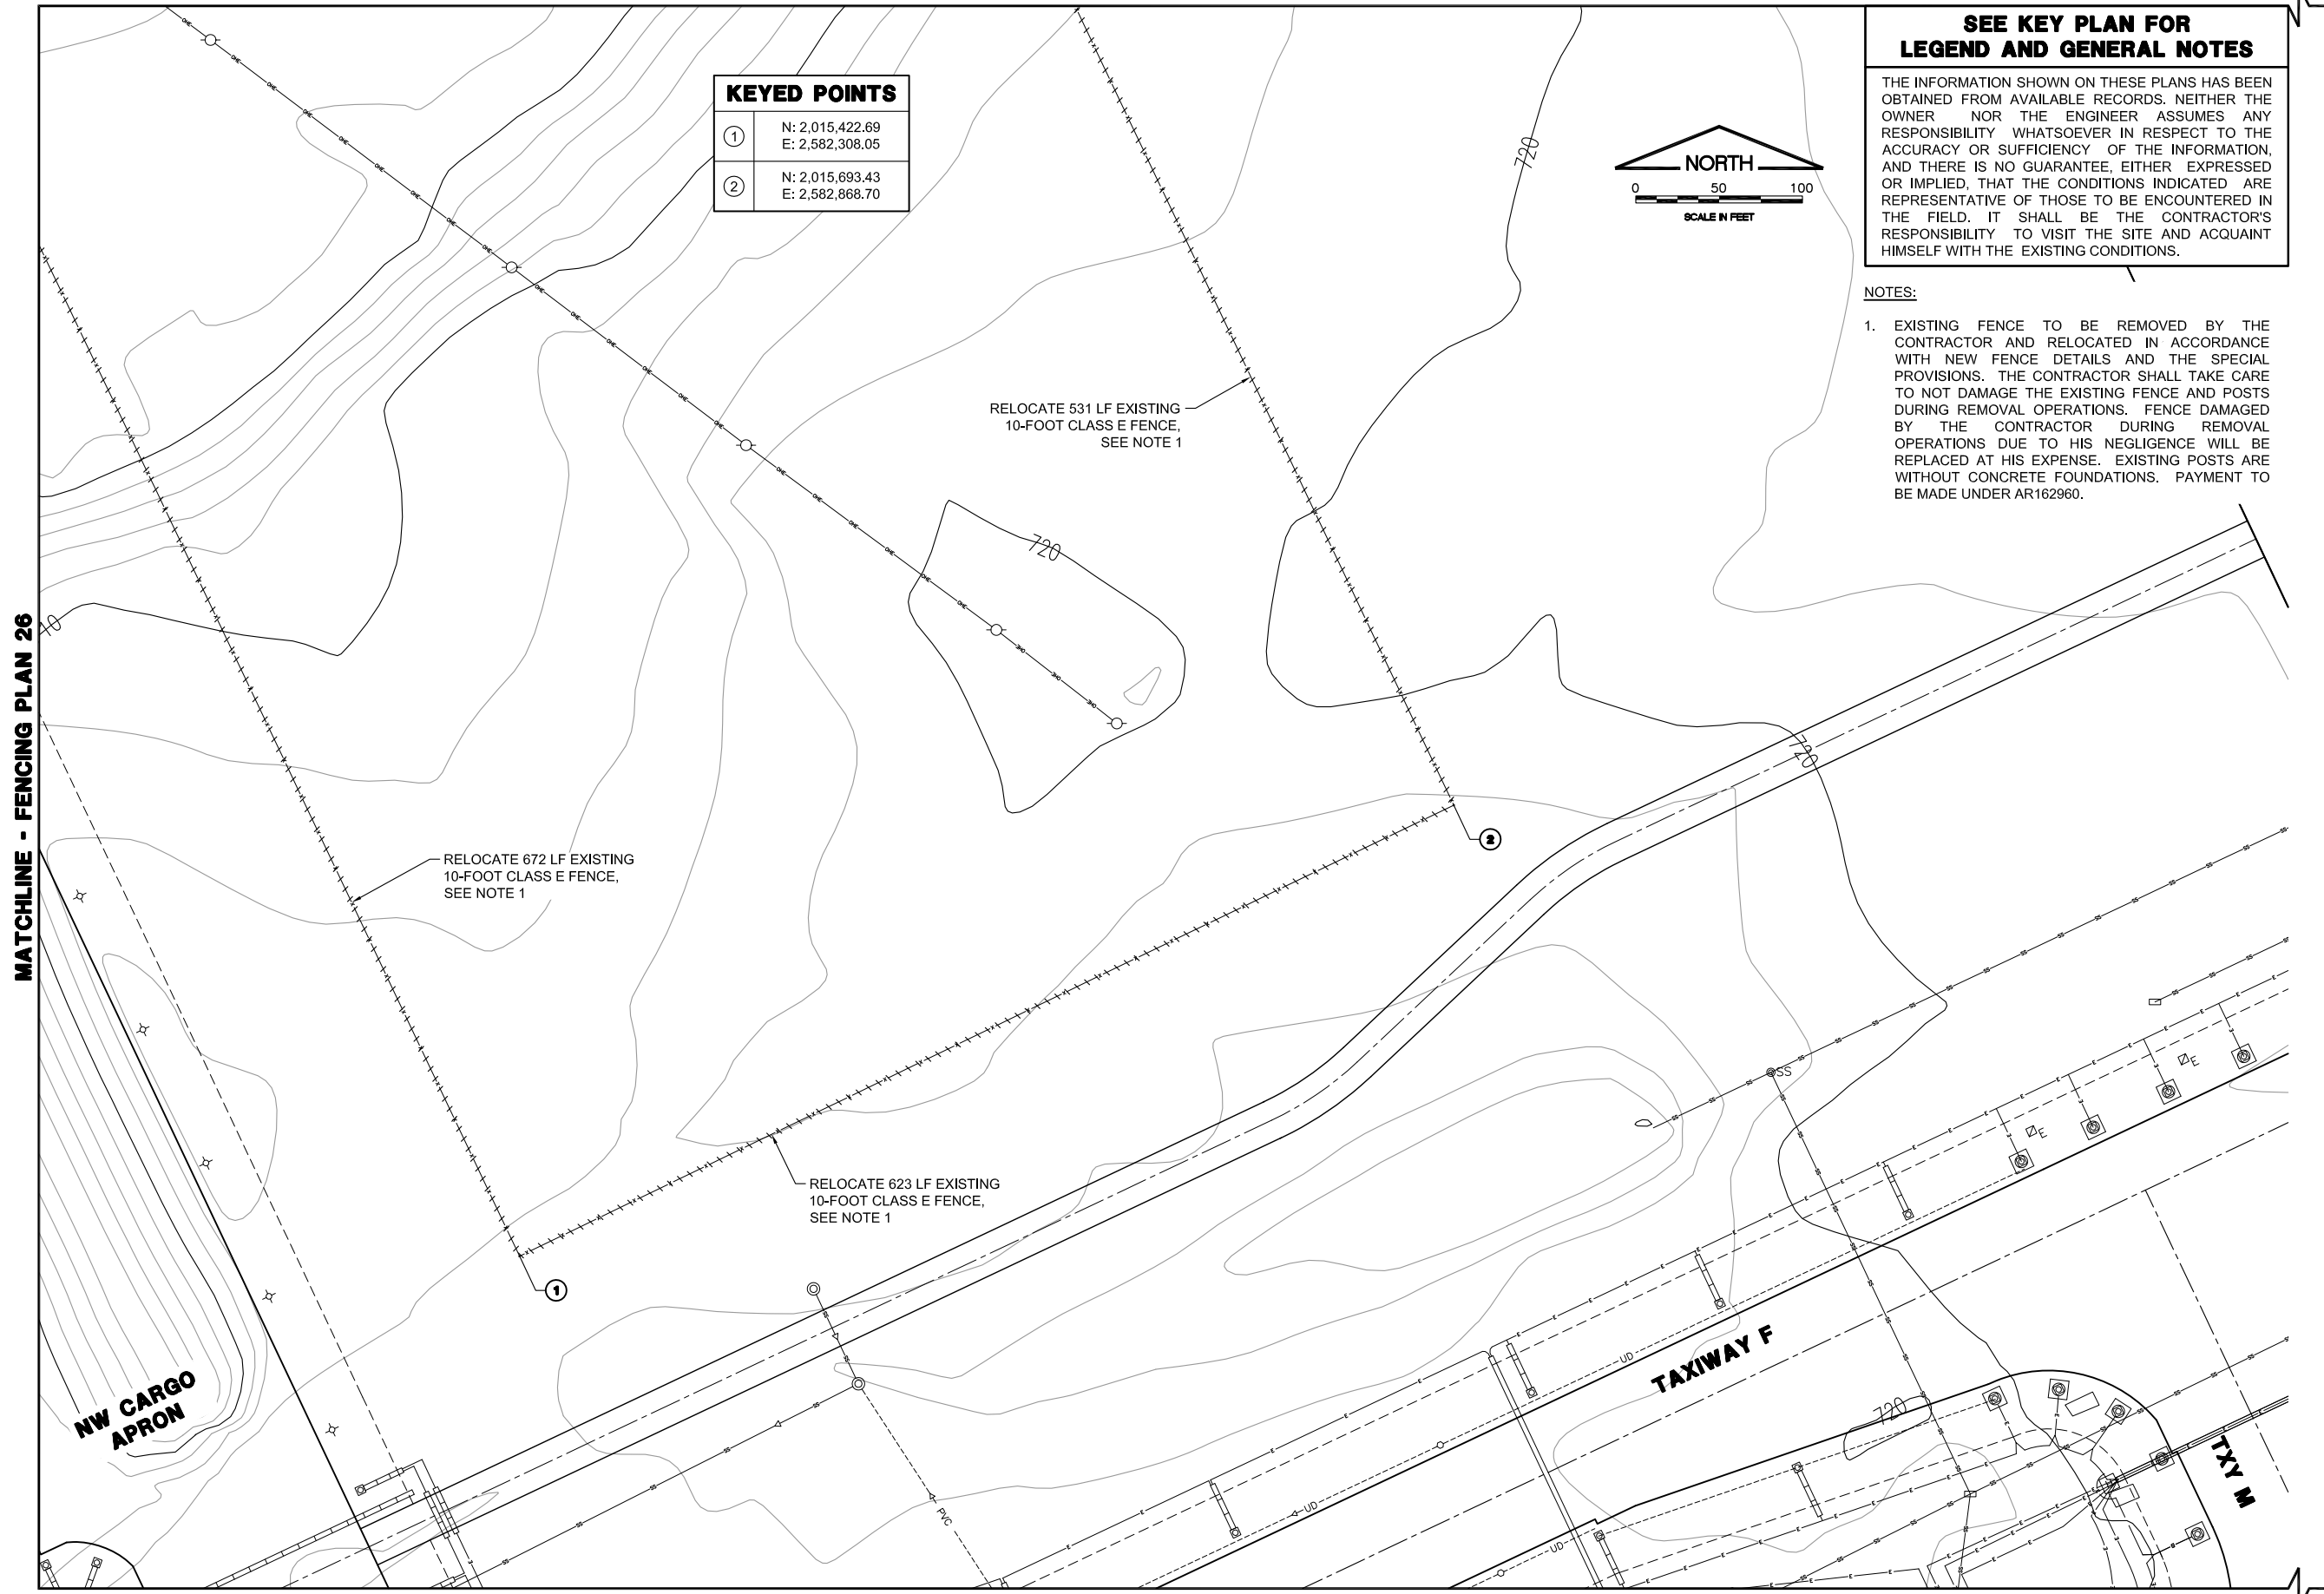 KEYED POINTS
1
N: 2,015,422.69
E: 2,582,308.05
2
N: 2,015,693.43
E: 2,582,868.70
NORTH
0 50 100
SCALE IN FEET
SEE KEY PLAN FOR
LEGEND AND GENERAL NOTES
THE INFORMATION SHOWN ON THESE PLANS HAS BEEN
OBTAINED FROM AVAILABLE RECORDS. NEITHER THE
OWNER NOR THE ENGINEER ASSUMES ANY
RESPONSIBILITY WHATSOEVER IN RESPECT TO THE
ACCURACY OR SUFFICIENCY OF THE INFORMATION,
AND THERE IS NO GUARANTEE, EITHER EXPRESSED
OR IMPLIED, THAT THE CONDITIONS INDICATED ARE
REPRESENTATIVE OF THOSE TO BE ENCOUNTERED IN
THE FIELD. IT SHALL BE THE CONTRACTOR'S
RESPONSIBILITY TO VISIT THE SITE AND ACQUAINT
HIMSELF WITH THE EXISTING CONDITIONS.
NOTES:
1. EXISTING FENCE TO BE REMOVED BY THE
CONTRACTOR AND RELOCATED IN ACCORDANCE
WITH NEW FENCE DETAILS AND THE SPECIAL
PROVISIONS. THE CONTRACTOR SHALL TAKE CARE
TO NOT DAMAGE THE EXISTING FENCE AND POSTS
DURING REMOVAL OPERATIONS. FENCE DAMAGED
BY THE CONTRACTOR DURING REMOVAL
OPERATIONS DUE TO HIS NEGLIGENCE WILL BE
REPLACED AT HIS EXPENSE. EXISTING POSTS ARE
WITHOUT CONCRETE FOUNDATIONS. PAYMENT TO
BE MADE UNDER AR162960.
720
RELOCATE 531 LF EXISTING
10-FOOT CLASS E FENCE,
SEE NOTE 1
720
MATCHLINE - FENCING PLAN 26
720
2
RELOCATE 672 LF EXISTING
10-FOOT CLASS E FENCE,
SEE NOTE 1
SS
E
E
RELOCATE 623 LF EXISTING
10-FOOT CLASS E FENCE,
SEE NOTE 1
1
NW CARGO
APRON
TAXIWAY F
UD
720
TXY M
UD
PVC
UD